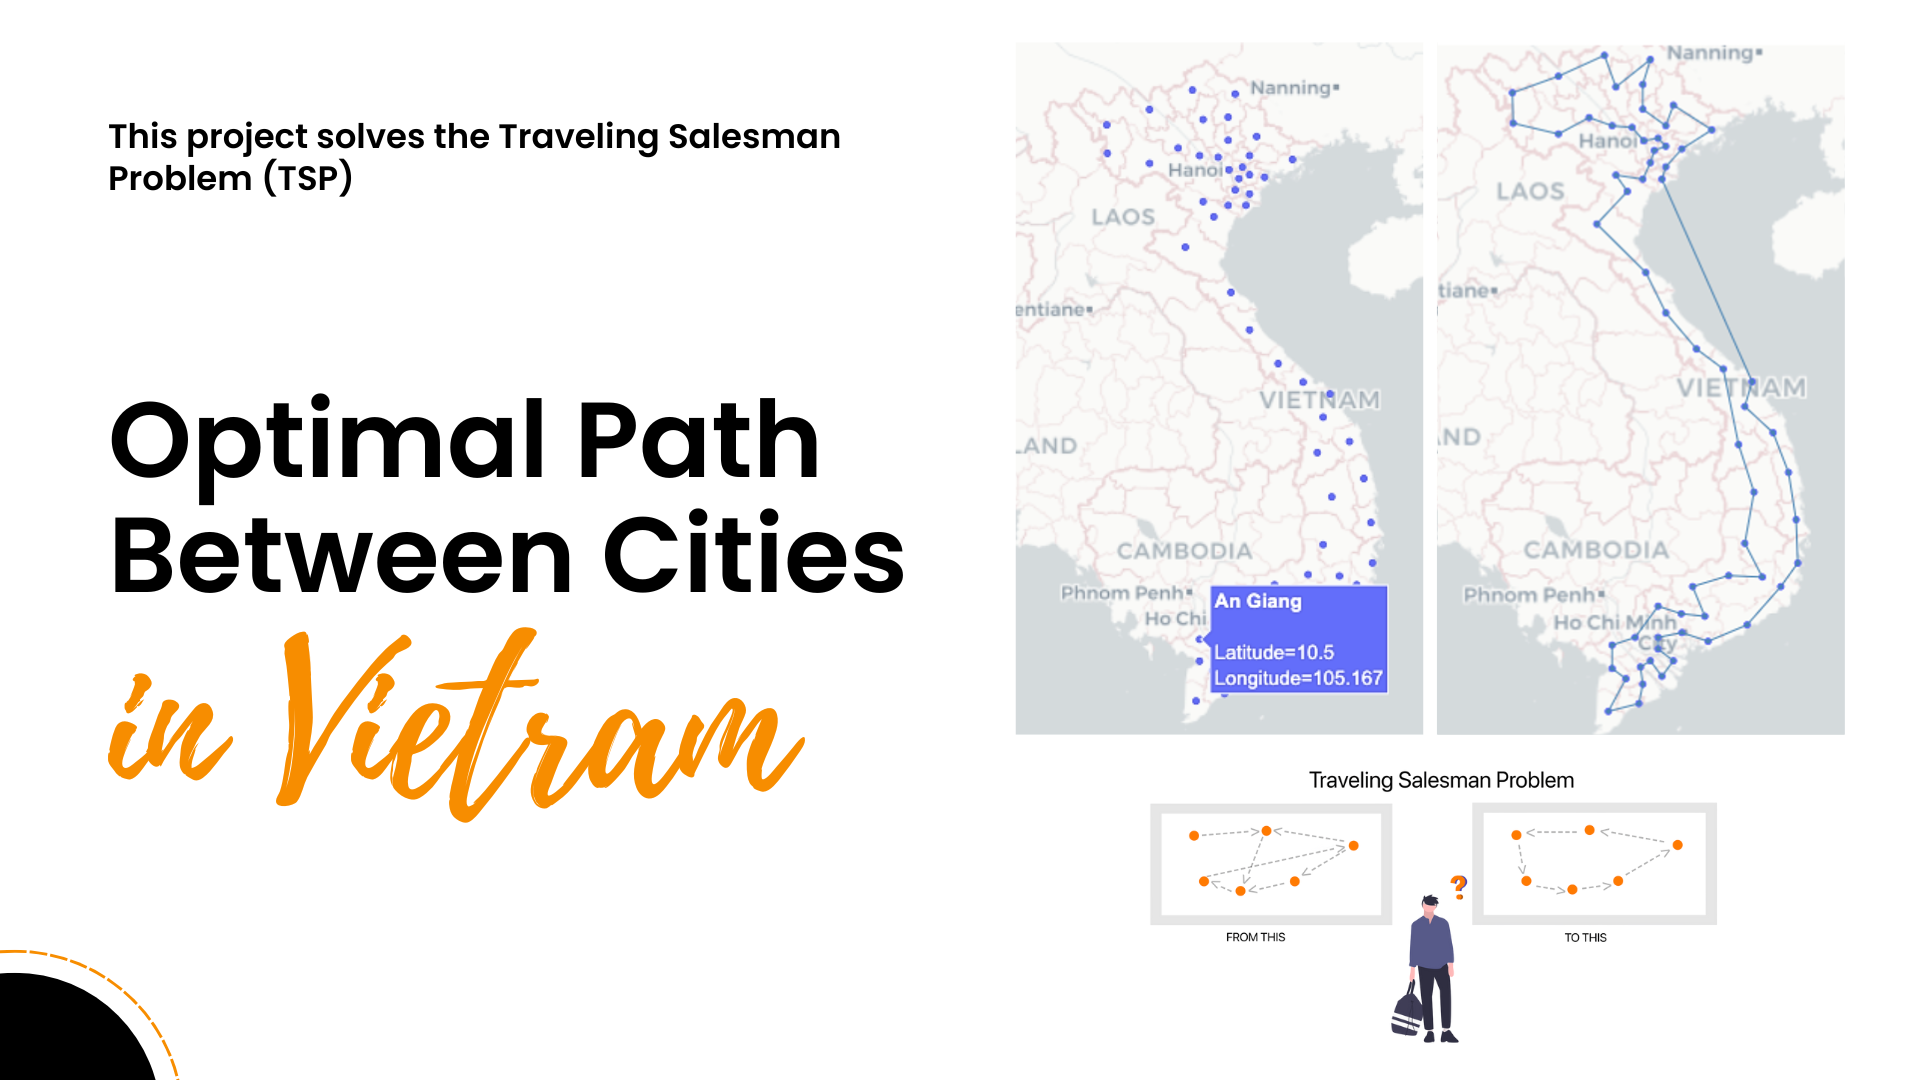 This project solves the Traveling Salesman
Problem (TSP)
Optimal Path
Between Cities
in Vietnam
Nanning
Hanoi
LAOS
entiane
VIETNAM
LAND
CAMBODIA
Phnom Penh
Ho Chi
An Giang
Latitude=10.5
Longitude=105.167
Nanning
Hanoi
LAOS
tiane
VIETNAM
ND
CAMBODIA
Phnom Penh
Ho Chi Minh
City
Traveling Salesman Problem
?
FROM THIS
TO THIS